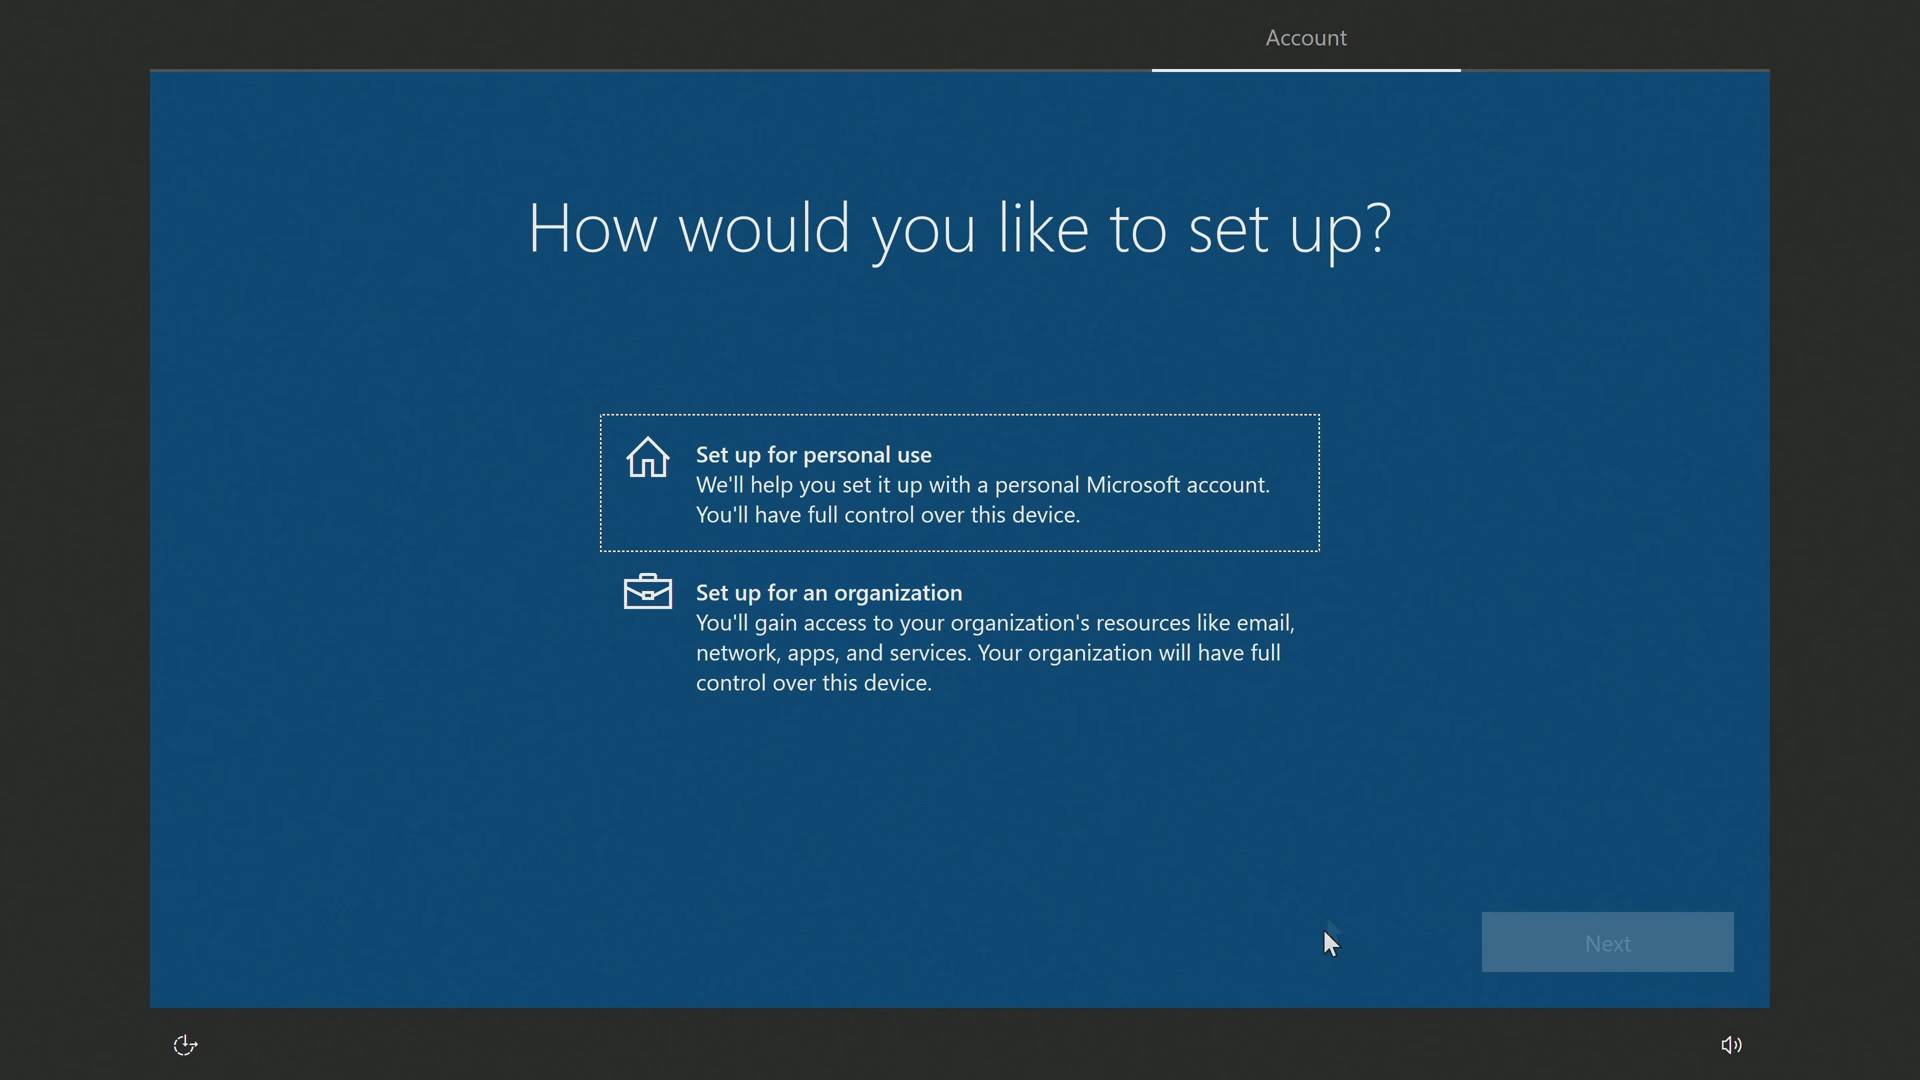 Account
How would you like to set up?
Set up for personal use
We'll help you set it up with a personal Microsoft account.
You'll have full control over this device.
Set up for an organization
You'll gain access to your organization's resources like email,
network, apps, and services. Your organization will have full
control over this device.
Next